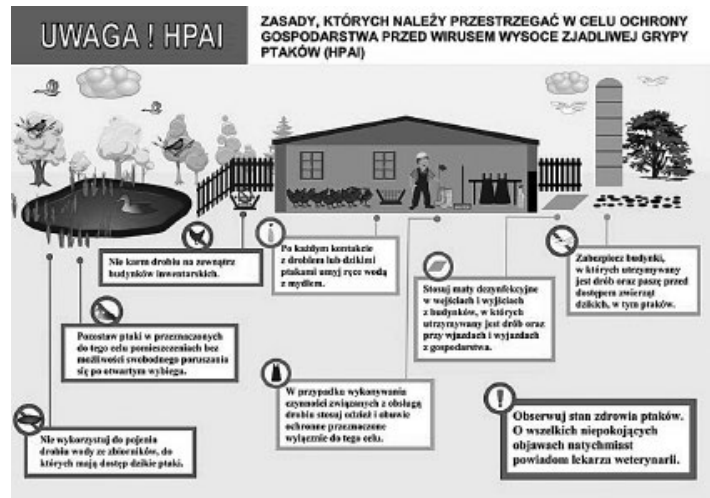 UWAGA ! HPAI
ZASADY, KTÓRYCH NALEŻY PRZESTRZEGAĆ W CELU OCHRONY
GOSPODARSTWA PRZED WIRUSEM WYSOCE ZJADLIWEJ GRYPY
PTAKÓW (HPAI)
Nie karm drobiu na zewnątrz
budynków inwentarskich.
Po każdym kontakcie
z drobiem lub dzikimi
ptakami umyj ręce wodą
z mydłem.
Stosuj maty dezynfekcyjne
w wejściach i wyjściach
z budynków, w których
utrzymywany jest drób oraz
przy wjazdach i wyjazdach
z gospodarstwa.
Zabezpiecz budynki,
w których utrzymywany
jest drób oraz paszę przed
dostępem zwierząt
dzikich, w tym ptaków.
Pozostaw ptaki w przeznaczonych
do tego celu pomieszczeniach bez
możliwości swobodnego poruszania
się po otwartym wybiegu.
W przypadku wykonywania
czynności związanych z obsługą
drobiu stosuj odzież i obuwie
ochronne przeznaczone
wyłącznie do tego celu.
Nie wykorzystuj do pojenia
drobiu wody ze zbiorników, do
których mają dostęp dzikie ptaki.
Obserwuj stan zdrowia ptaków.
O wszelkich niepokojących
objawach natychmiast
powiadom lekarza weterynarii.